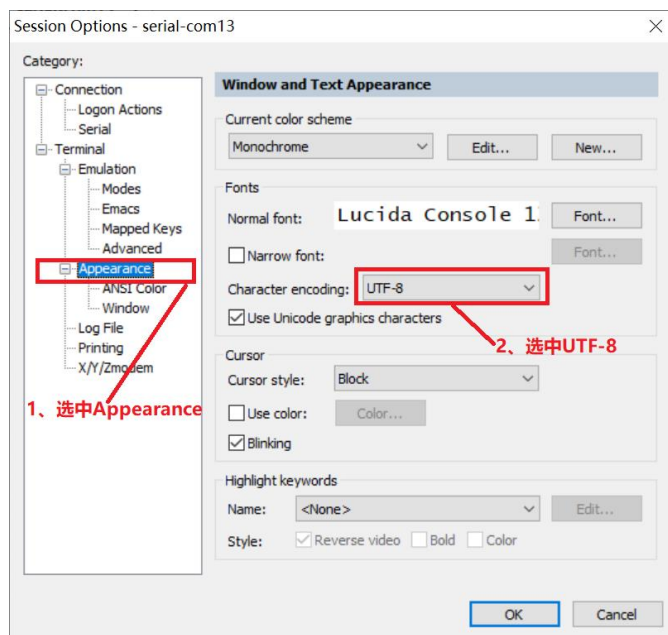 Session Options - serial-com13
Category:
Connection
Logon Actions
Serial
Terminal
Emulation
Modes
Emacs
Mapped Keys
Advanced
Appearance
ANSI Color
Window
Log File
Printing
X/Y/Zmodem
1、选中Appearance
Window and Text Appearance
Current color scheme
Monochrome Edit... New...
Fonts
Normal font: Lucida Console 1 Font...
Narrow font: Font...
Character encoding: UTF-8
Use Unicode graphics characters
2、选中UTF-8
Cursor
Cursor style: Block
Use color: Color...
Blinking
Highlight keywords
Name: <None> Edit...
Style: Reverse video Bold Color
OK Cancel